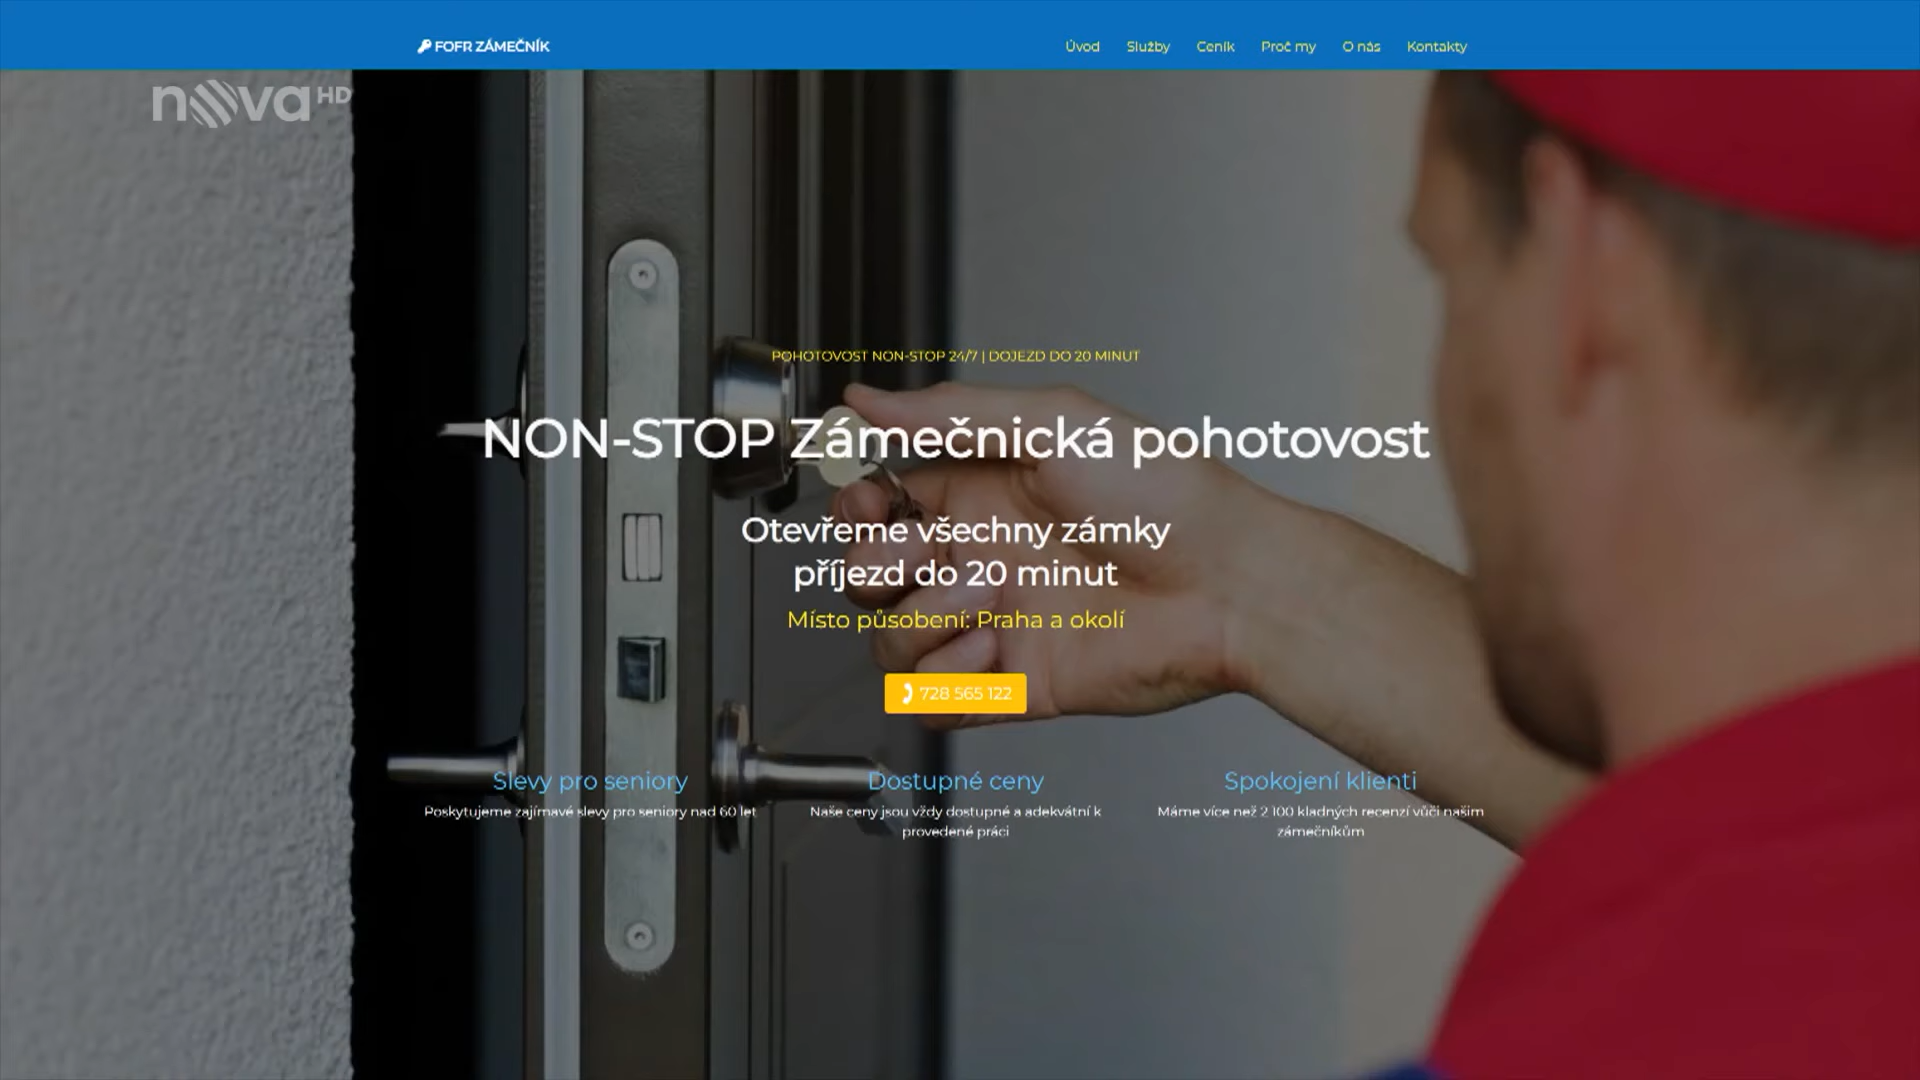 FOFR ZÁMEČNÍK
Úvod Služby Ceník Proč my O nás Kontakty
nova HD
POHOTOVOST NON-STOP 24/7 | DOJEZD DO 20 MINUT
NON-STOP Zámečnická pohotovost
Otevřeme všechny zámky
příjezd do 20 minut
Místo působení: Praha a okolí
728 565 122
Slevy pro seniory
Poskytujeme zajímavé slevy pro seniory nad 60 let
Dostupné ceny
Naše ceny jsou vždy dostupné a adekvátní k
provedené práci
Spokojení klienti
Máme více než 2 100 kladných recenzí vůči našim
zámečníkům